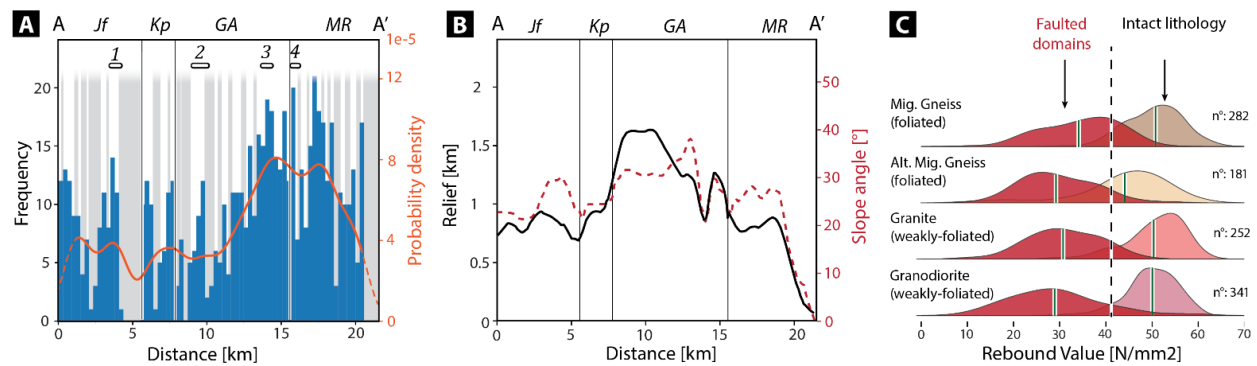 A
A Jf Kp GA MR A'
1 2 3 4
1e-5
20
15
10
5
0
Frequency
12
8
4
0
Probability density
0 5 10 15 20
Distance [km]
B
A Jf Kp GA MR A'
2
1.5
1
0.5
0
Relief [km]
50
40
30
20
10
0
Slope angle [°]
0 5 10 15 20
Distance [km]
C
Faulted
domains
Intact lithology
Mig. Gneiss
(foliated)
n°: 282
Alt. Mig. Gneiss
(foliated)
n°: 181
Granite
(weakly-foliated)
n°: 252
Granodiorite
(weakly-foliated)
n°: 341
0 10 20 30 40 50 60 70
Rebound Value [N/mm2]